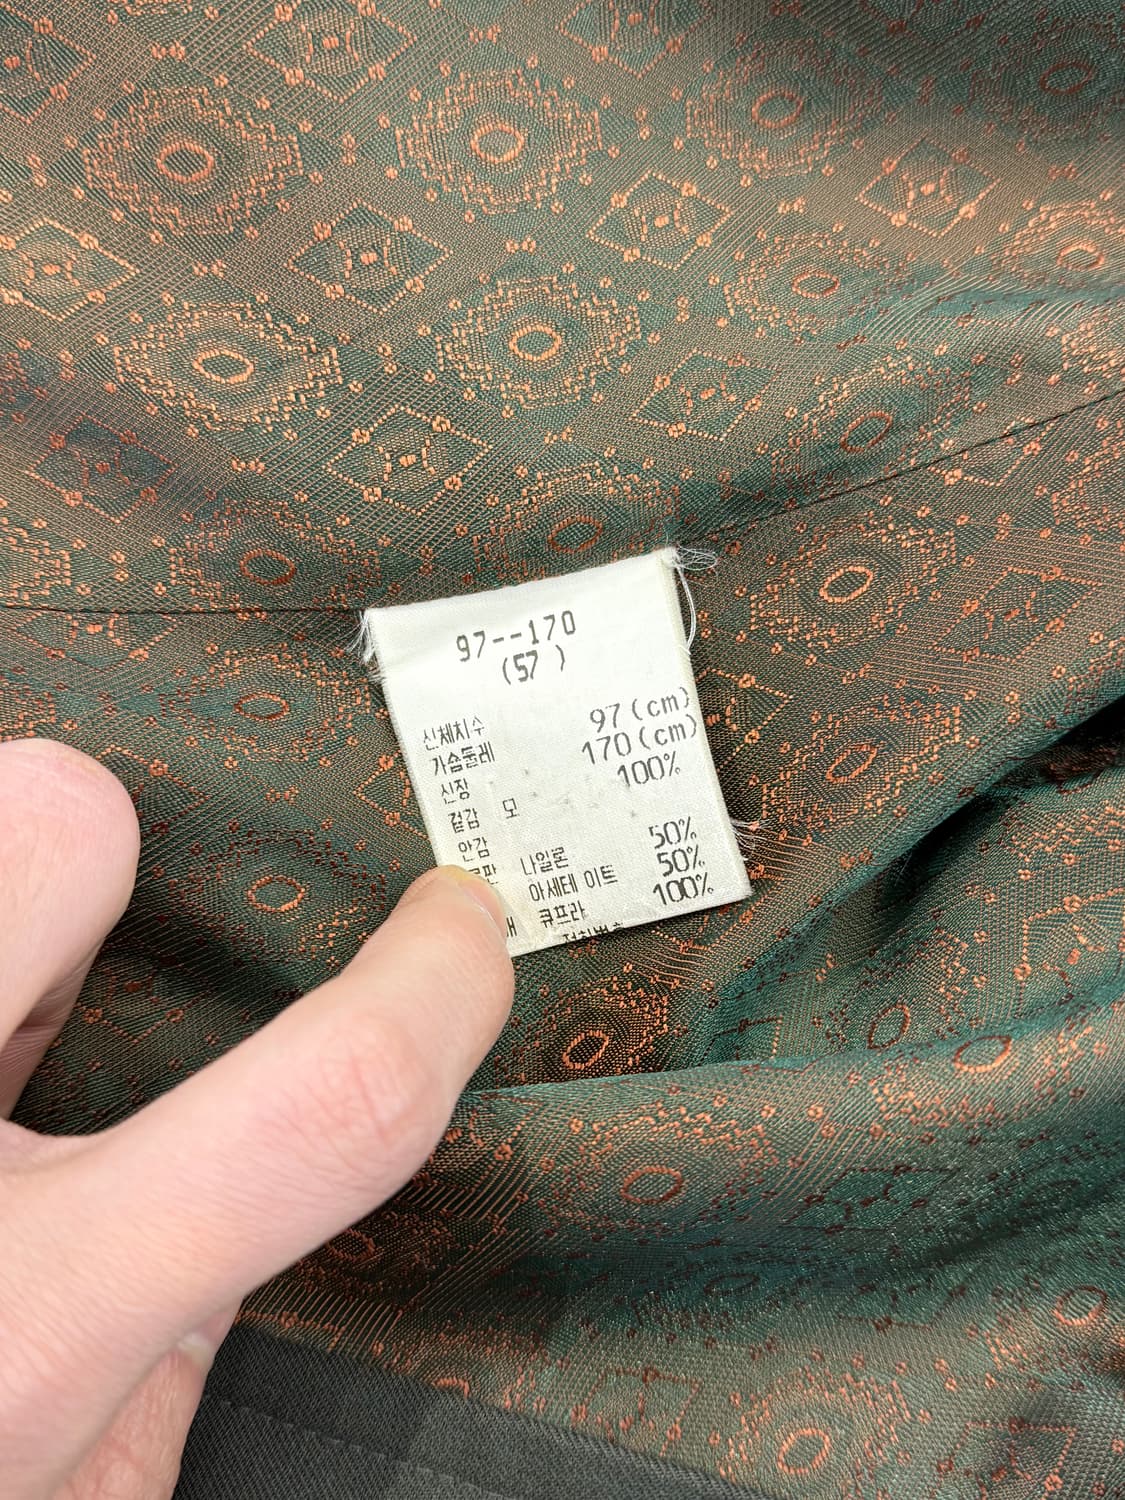 97--170
(57 )
신체치수
가슴둘레 97(cm)
신장 170(cm)
겉감 모 100%
안감
나일론 50%
아세테이트 50%
큐프라 100%